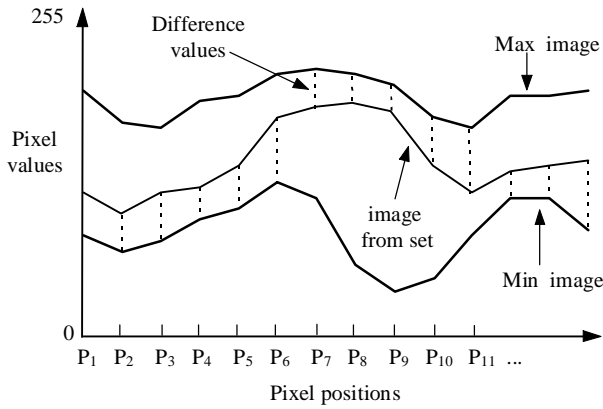 255
Difference
values
Max image
Pixel
values
image
from set
Min image
0
P1 P2 P3 P4 P5 P6 P7 P8 P9 P10 P11 ...
Pixel positions